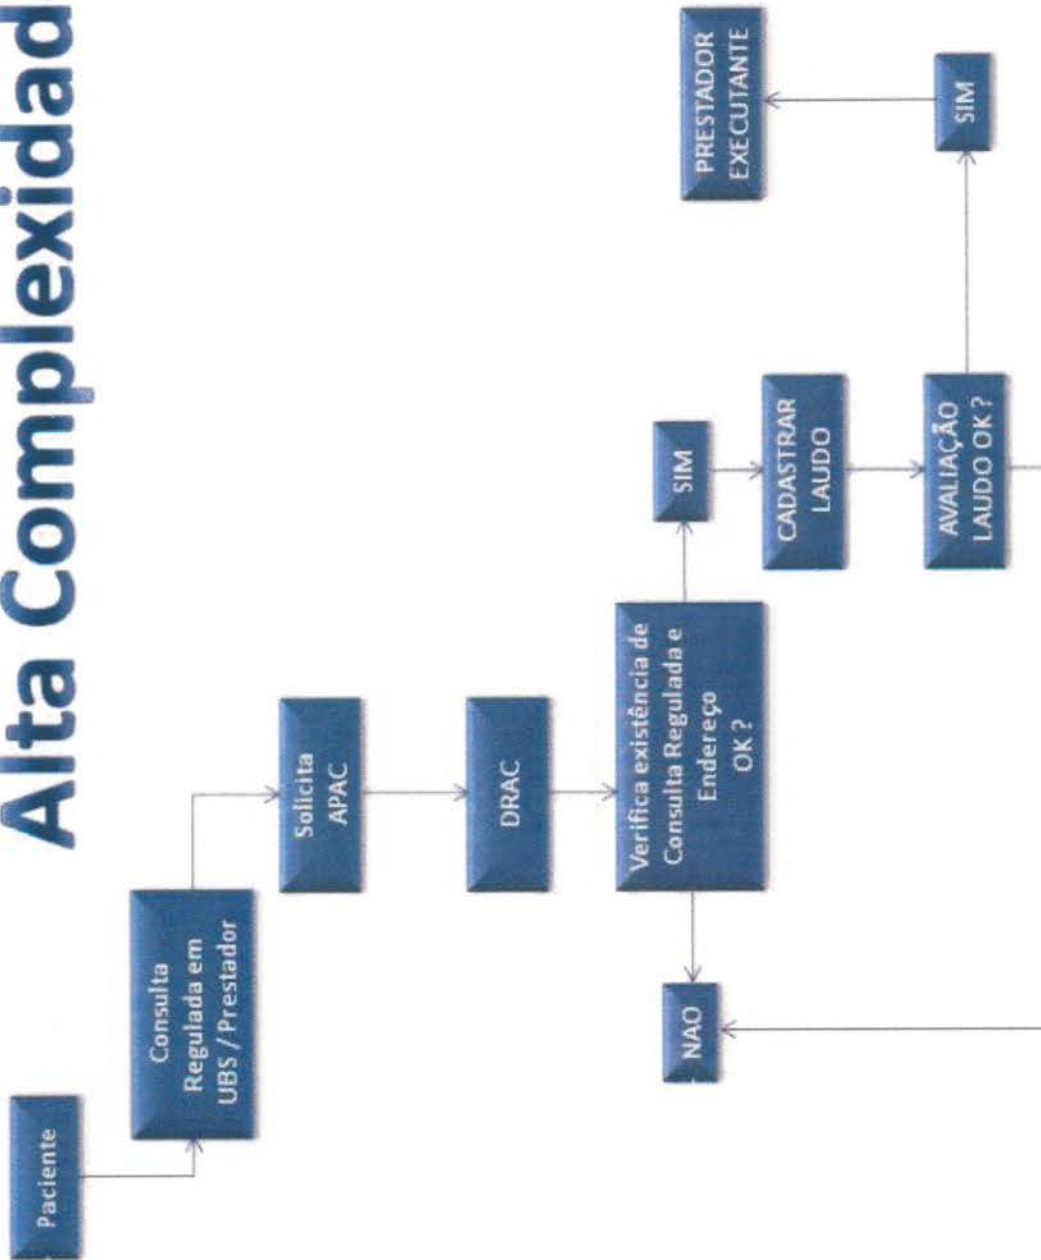 Alta Complexidad
Paciente
Consulta
Regulada em
UBS / Prestador
Solicita
APAC
DRAC
Verifica existência de
Consulta Regulada e
Endereço
OK ?
NAO
SIM
CADASTRAR
LAUDO
AVALIAÇÃO
LAUDO OK ?
SIM
PRESTADOR
EXECUTANTE